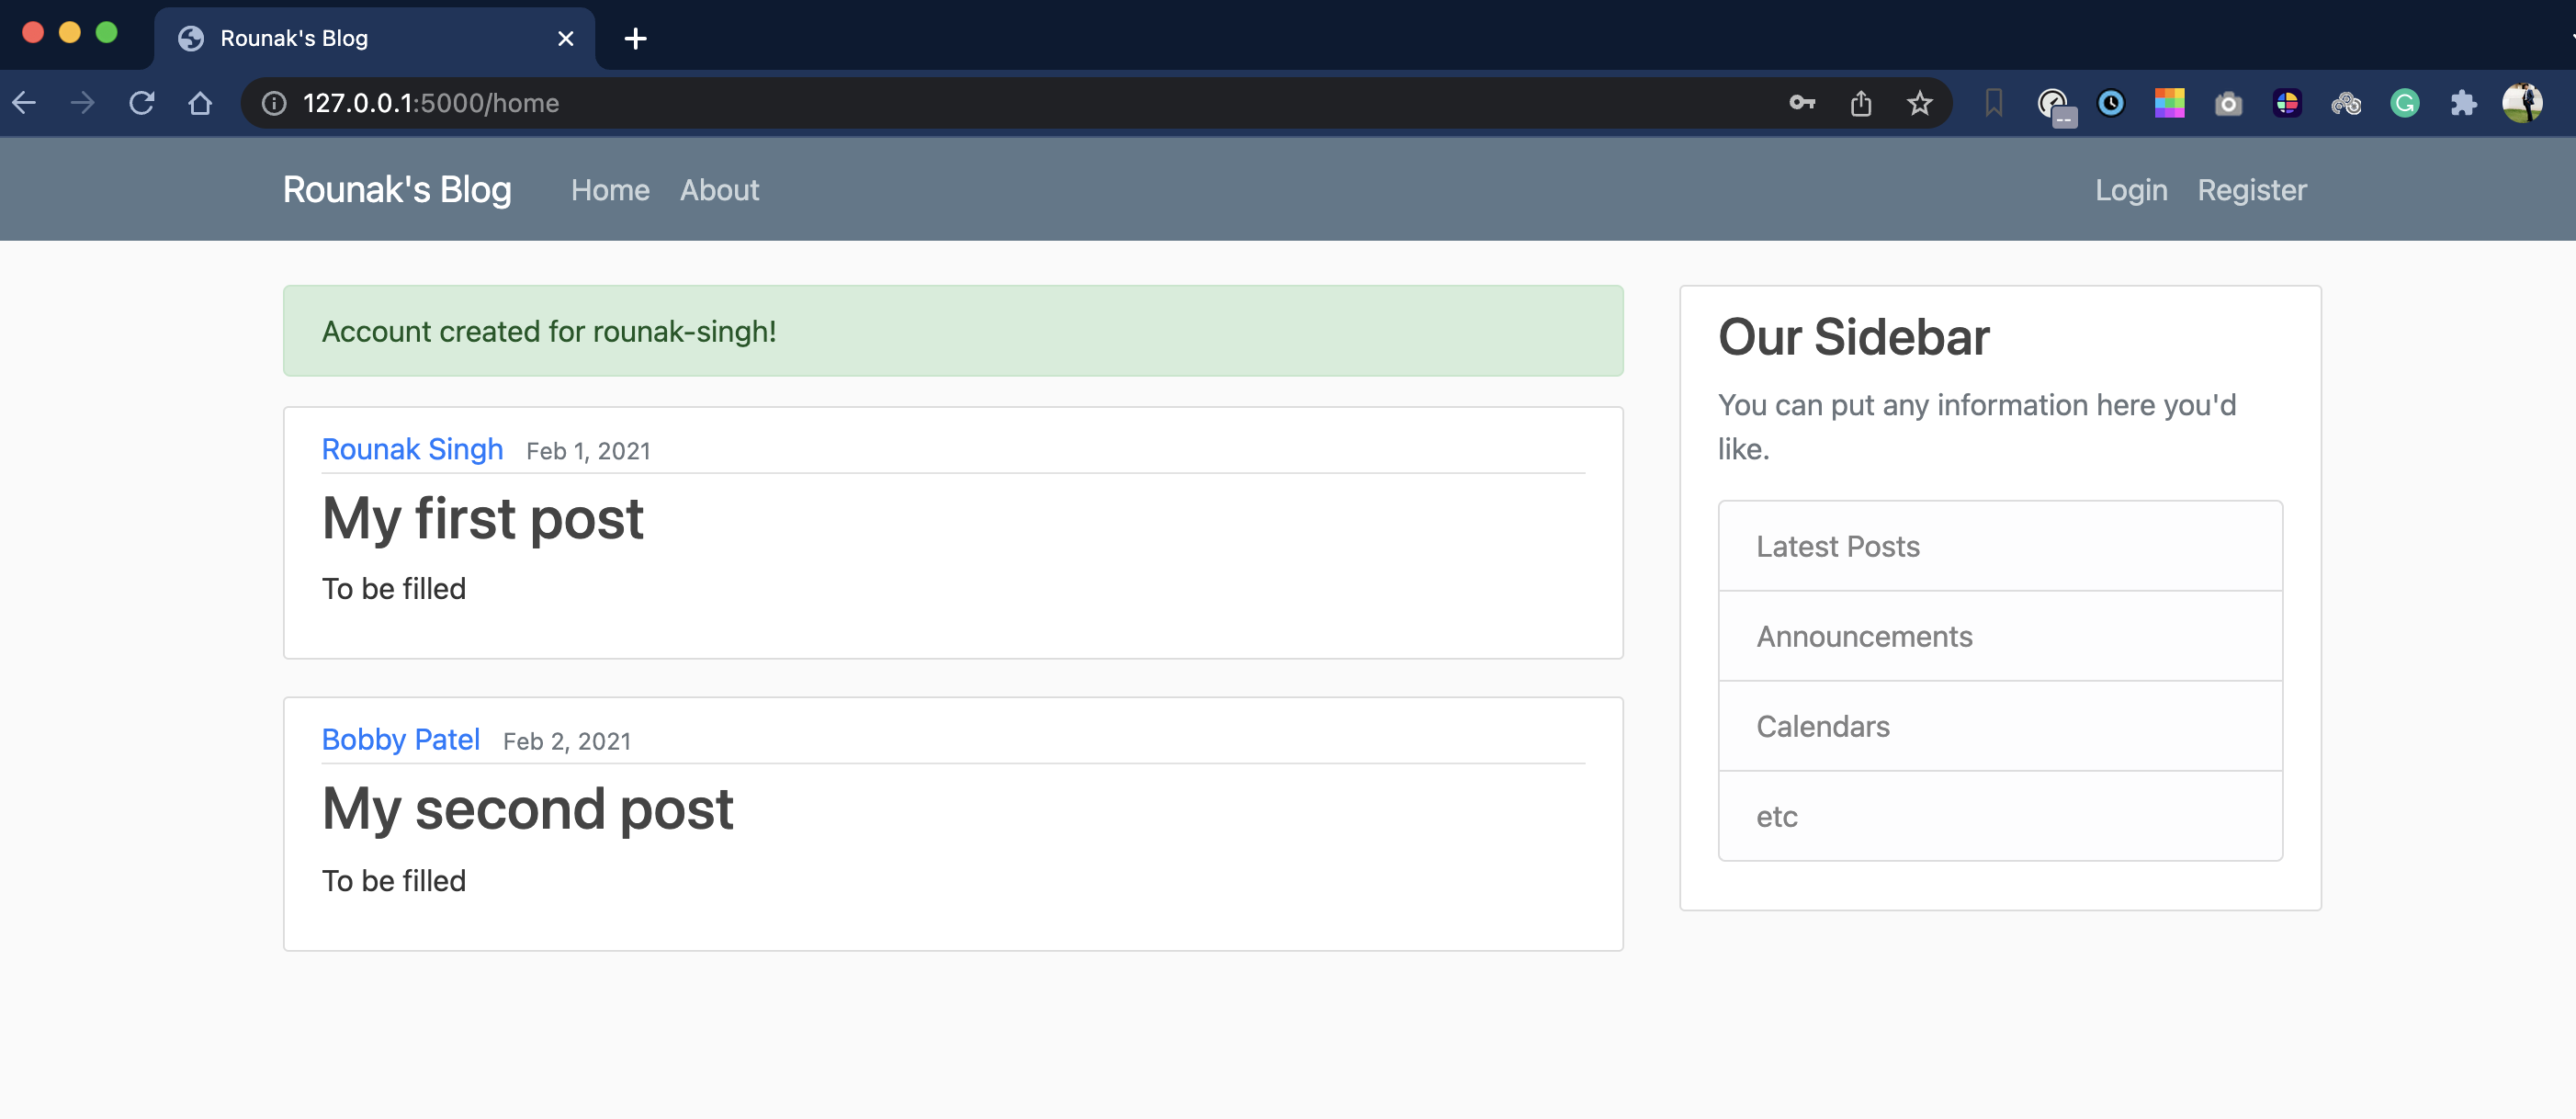 Rounak's Blog
127.0.0.1:5000/home
Rounak's Blog Home About Login Register
Account created for rounak-singh!
Rounak Singh Feb 1, 2021
My first post
To be filled
Bobby Patel Feb 2, 2021
My second post
To be filled
Our Sidebar
You can put any information here you'd
like.
Latest Posts
Announcements
Calendars
etc